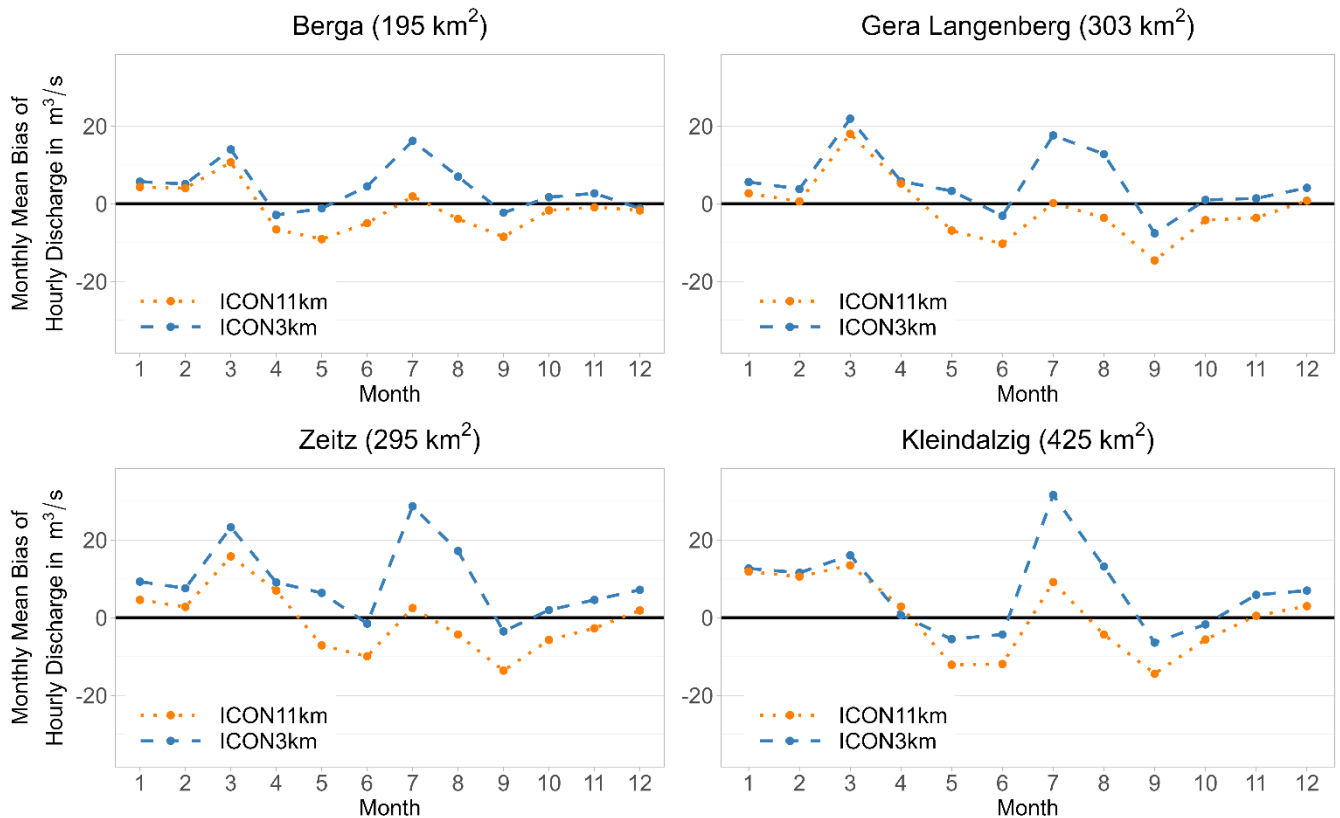 Berga (195 km²)
Monthly Mean Bias of
Hourly Discharge in m³/s
20
0
-20
ICON11km
ICON3km
1 2 3 4 5 6 7 8 9 10 11 12
Month
Gera Langenberg (303 km²)
20
0
-20
ICON11km
ICON3km
1 2 3 4 5 6 7 8 9 10 11 12
Month
Zeitz (295 km²)
Monthly Mean Bias of
Hourly Discharge in m³/s
20
0
-20
ICON11km
ICON3km
1 2 3 4 5 6 7 8 9 10 11 12
Month
Kleindalzig (425 km²)
20
0
-20
ICON11km
ICON3km
1 2 3 4 5 6 7 8 9 10 11 12
Month